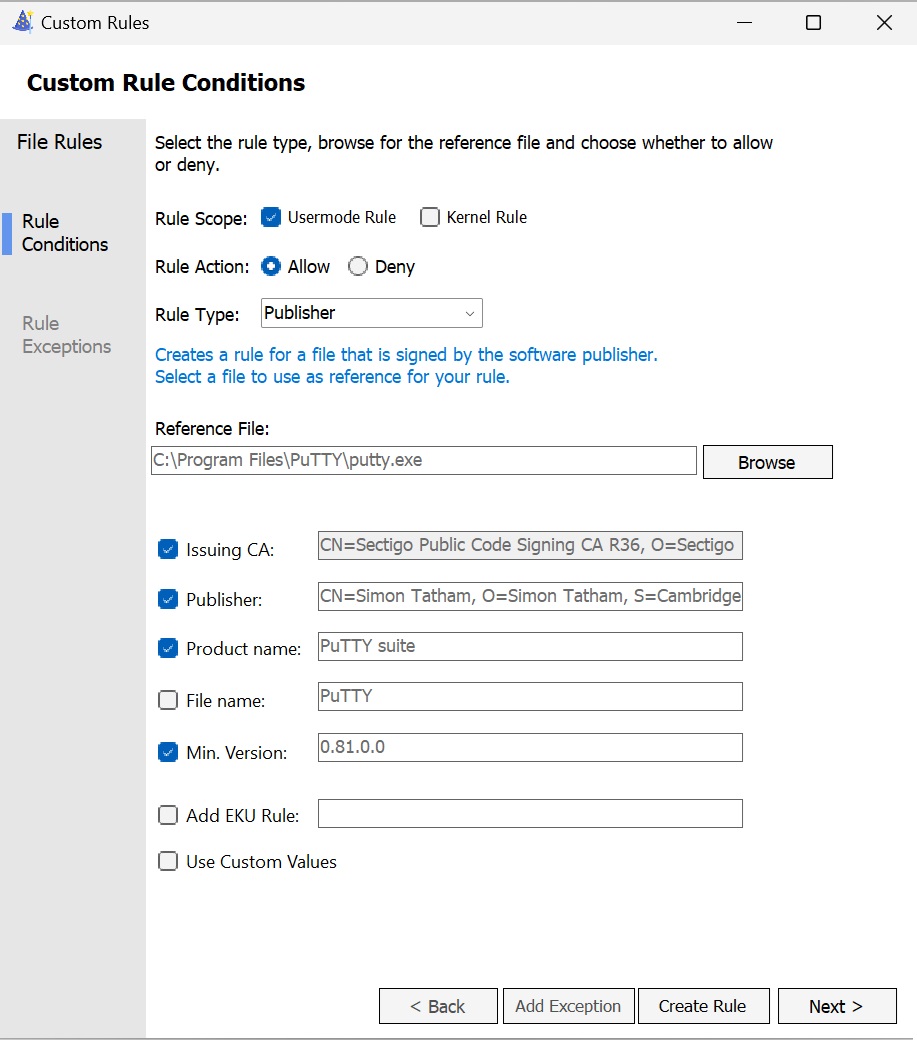 Custom Rules
Custom Rule Conditions
File Rules
Rule
Conditions
Rule
Exceptions
Select the rule type, browse for the reference file and choose whether to allow
or deny.
Rule Scope: Usermode Rule Kernel Rule
Rule Action: Allow Deny
Rule Type: Publisher
Creates a rule for a file that is signed by the software publisher.
Select a file to use as reference for your rule.
Reference File:
C:\Program Files\PuTTY\putty.exe Browse
Issuing CA: CN=Sectigo Public Code Signing CA R36, O=Sectigo
Publisher: CN=Simon Tatham, O=Simon Tatham, S=Cambridge
Product name: PuTTY suite
File name: PuTTY
Min. Version: 0.81.0.0
Add EKU Rule:
Use Custom Values
< Back Add Exception Create Rule Next >